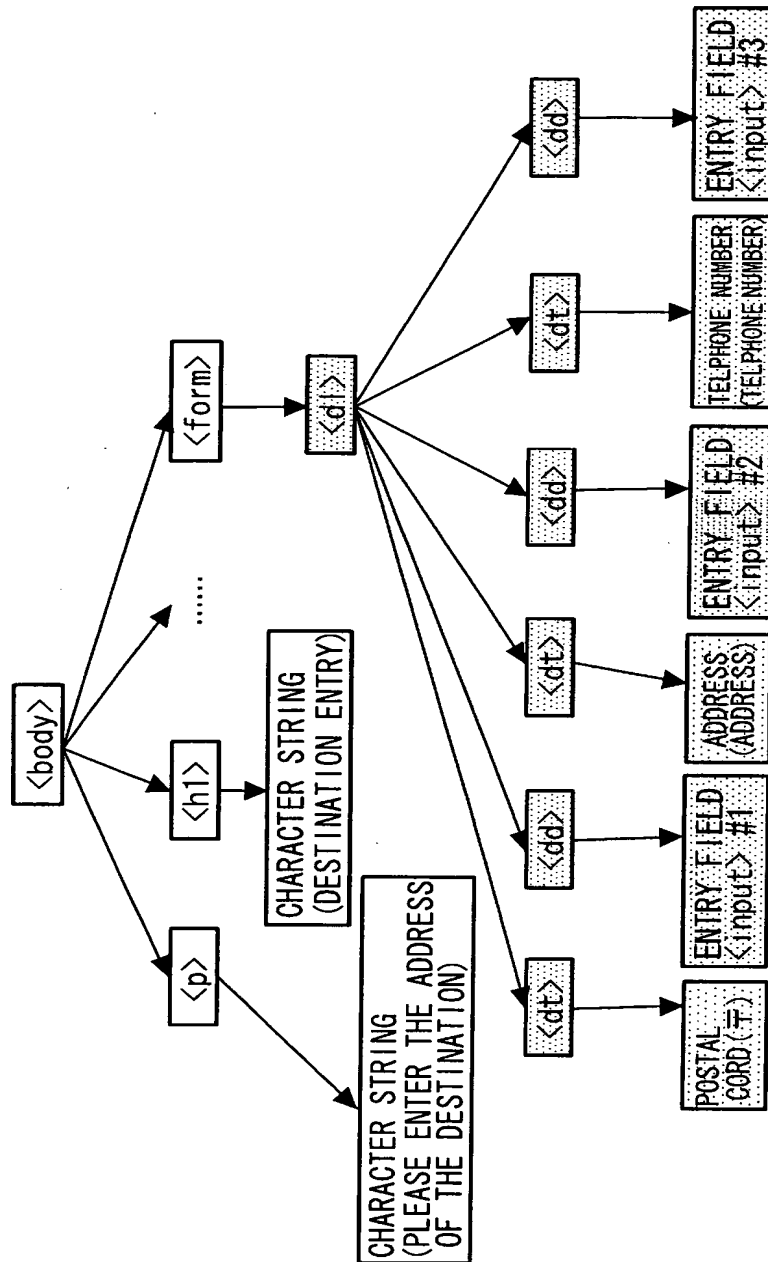 <body>
<p>
<h1>
......
<form>
CHARACTER STRING
(PLEASE ENTER THE ADDRESS
OF THE DESTINATION)
CHARACTER STRING
(DESTINATION ENTRY)
<dl>
<dt>
<dd>
<dt>
<dd>
<dt>
<dd>
POSTAL
CORD(〒)
ENTRY FIELD
<input> #1
ADDRESS
(ADDRESS)
ENTRY FIELD
<input> #2
TELPHONE NUMBER
(TELPHONE NUMBER)
ENTRY FIELD
<input> #3